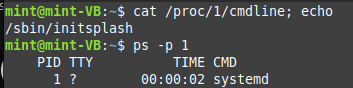 mint@mint-VB:~$ cat /proc/1/cmdline; echo
/sbin/initsplash
mint@mint-VB:~$ ps -p 1
PID TTY TIME CMD
1 ? 00:00:02 systemd